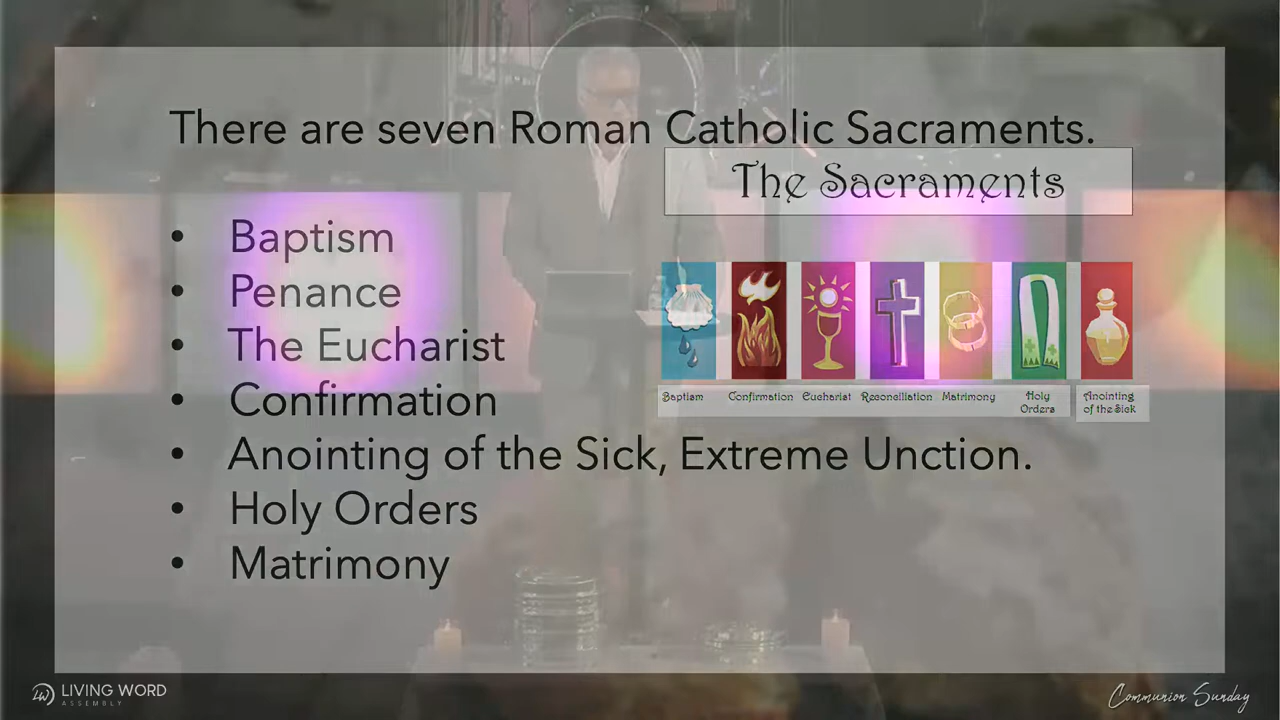 There are seven Roman Catholic Sacraments.
The Sacraments
• Baptism
• Penance
• The Eucharist
• Confirmation
• Anointing of the Sick, Extreme Unction.
• Holy Orders
• Matrimony
Baptism Confirmation Eucharist Reconciliation Matrimony Holy Orders Anointing of the Sick
LIVING WORD
ASSEMBLY
Communion Sunday